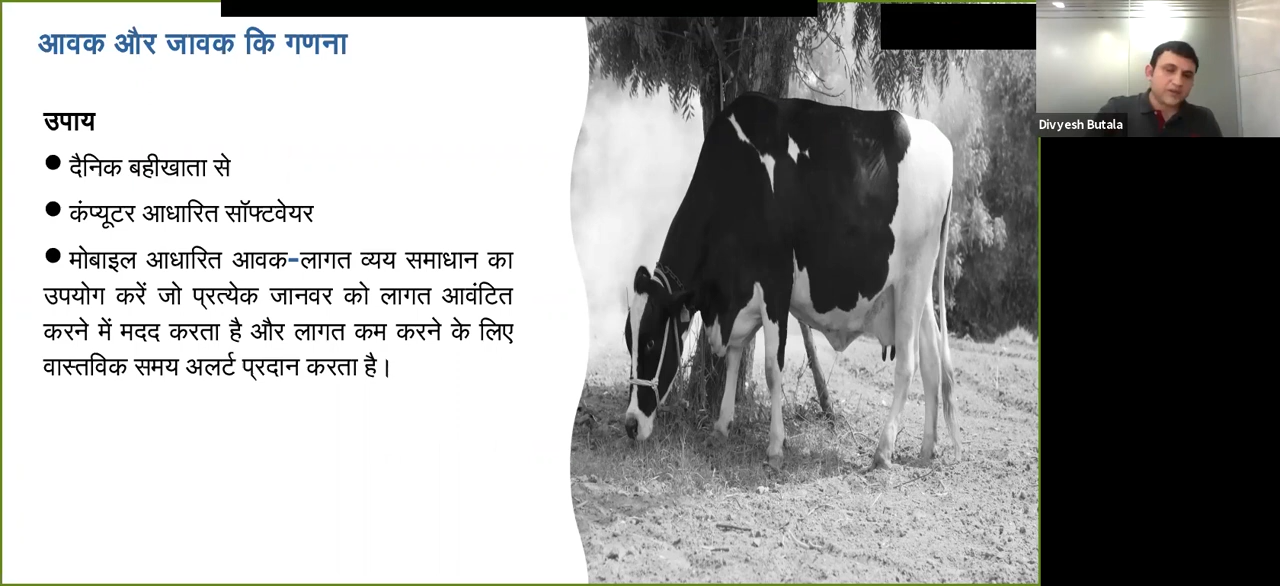 आवक और जावक कि गणना
उपाय
● दैनिक बहीखाता से
● कंप्यूटर आधारित सॉफ्टवेयर
● मोबाइल आधारित आवक-लागत व्यय समाधान का
उपयोग करें जो प्रत्येक जानवर को लागत आवंटित
करने में मदद करता है और लागत कम करने के लिए
वास्तविक समय अलर्ट प्रदान करता है।
Divyesh Butala